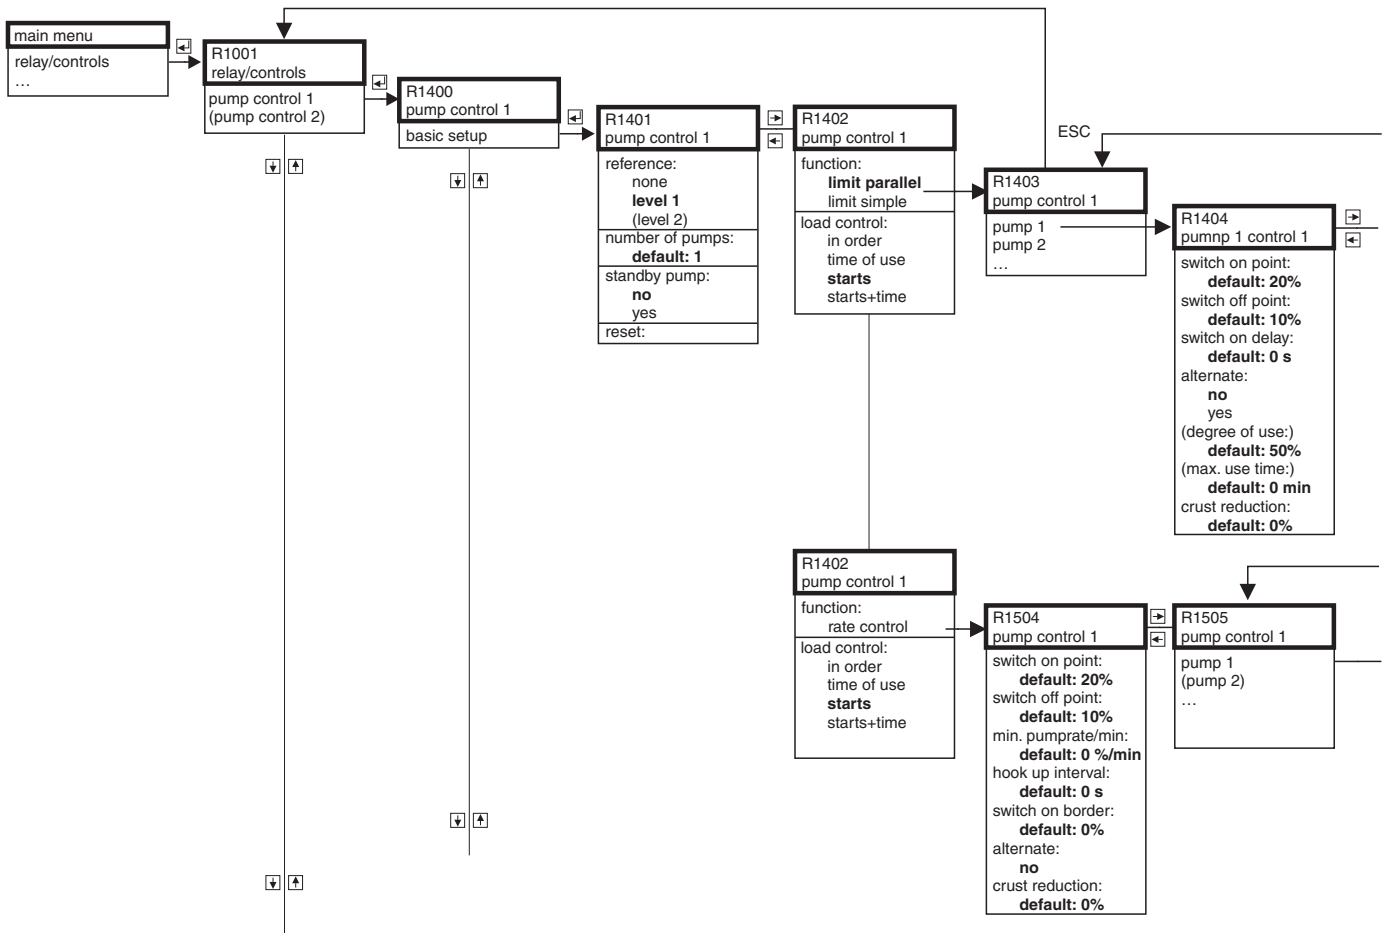 main menu
relay/controls
…
R1001
relay/controls
pump control 1
(pump control 2)
R1400
pump control 1
basic setup
R1401
pump control 1
reference:
none
level 1
(level 2)
number of pumps:
default: 1
standby pump:
no
yes
reset:
R1402
pump control 1
function:
limit parallel
limit simple
load control:
in order
time of use
starts
starts+time
ESC
R1403
pump control 1
pump 1
pump 2
…
R1404
pumnp 1 control 1
switch on point:
default: 20%
switch off point:
default: 10%
switch on delay:
default: 0 s
alternate:
no
yes
(degree of use:)
default: 50%
(max. use time:)
default: 0 min
crust reduction:
default: 0%
R1402
pump control 1
function:
rate control
load control:
in order
time of use
starts
starts+time
R1504
pump control 1
switch on point:
default: 20%
switch off point:
default: 10%
min. pumprate/min:
default: 0 %/min
hook up interval:
default: 0 s
switch on border:
default: 0%
alternate:
no
crust reduction:
default: 0%
R1505
pump control 1
pump 1
(pump 2)
…